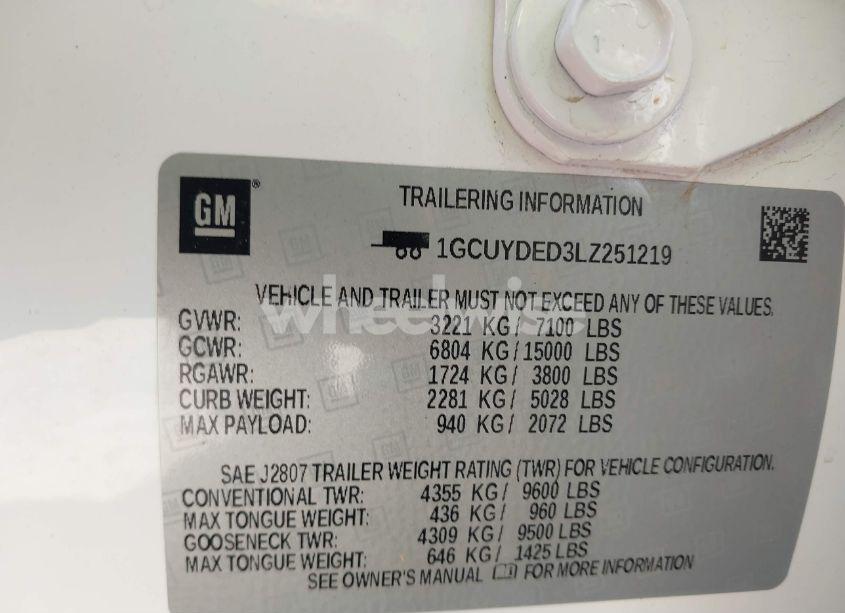 1
GM®
TRAILERING INFORMATION
1GCUYDED3LZ251219
VEHICLE AND TRAILER MUST NOT EXCEED ANY OF THESE VALUES.
wheelwise
GVWR: 3221 KG / 7100 LBS
GCWR: 6804 KG / 15000 LBS
RGAWR: 1724 KG / 3800 LBS
CURB WEIGHT: 2281 KG / 5028 LBS
MAX PAYLOAD: 940 KG / 2072 LBS
SAE J2807 TRAILER WEIGHT RATING (TWR) FOR VEHICLE CONFIGURATION.
CONVENTIONAL TWR: 4355 KG / 9600 LBS
MAX TONGUE WEIGHT: 436 KG / 960 LBS
GOOSENECK TWR: 4309 KG / 9500 LBS
MAX TONGUE WEIGHT: 646 KG / 1425 LBS
SEE OWNER'S MANUAL FOR MORE INFORMATION